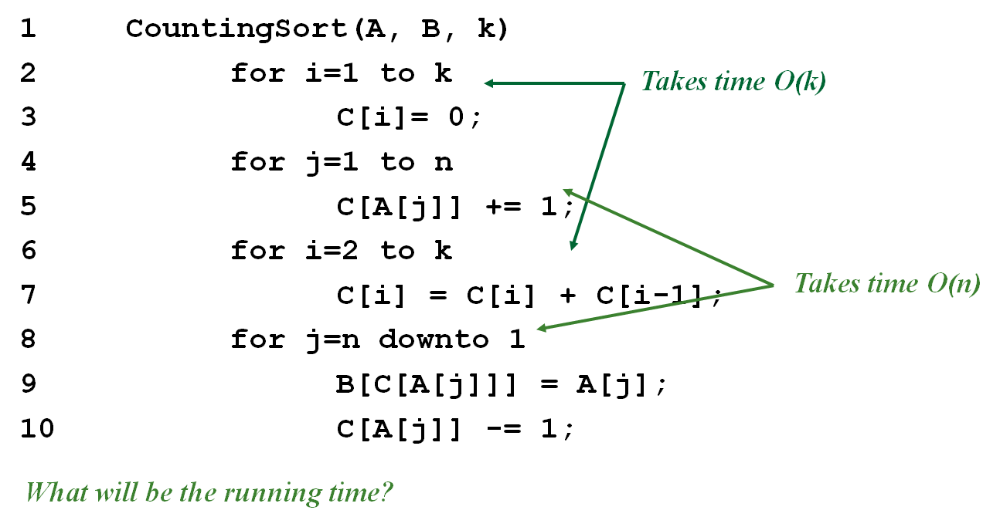 1 CountingSort(A, B, k)
2 for i=1 to k
Takes time O(k)
3 C[i]= 0;
4 for j=1 to n
5 C[A[j]] += 1;
6 for i=2 to k
Takes time O(n)
7 C[i] = C[i] + C[i-1];
8 for j=n downto 1
9 B[C[A[j]]] = A[j];
10 C[A[j]] -= 1;
What will be the running time?